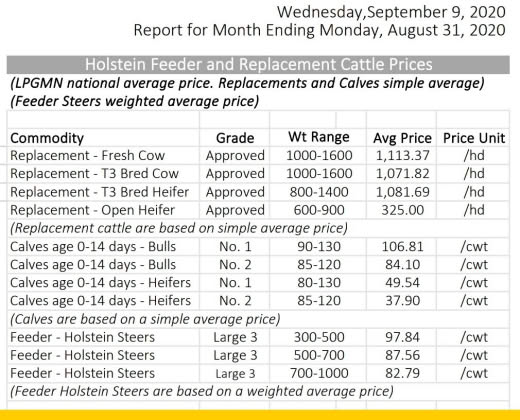 Wednesday,September 9, 2020
Report for Month Ending Monday, August 31, 2020
Holstein Feeder and Replacement Cattle Prices
(LPGMN national average price. Replacements and Calves simple average)
(Feeder Steers weighted average price)
Commodity Grade Wt Range Avg Price Price Unit
Replacement - Fresh Cow Approved 1000-1600 1,113.37 /hd
Replacement - T3 Bred Cow Approved 1000-1600 1,071.82 /hd
Replacement - T3 Bred Heifer Approved 800-1400 1,081.69 /hd
Replacement - Open Heifer Approved 600-900 325.00 /hd
(Replacement cattle are based on simple average price)
Calves age 0-14 days - Bulls No. 1 90-130 106.81 /cwt
Calves age 0-14 days - Bulls No. 2 85-120 84.10 /cwt
Calves age 0-14 days - Heifers No. 1 80-130 49.54 /cwt
Calves age 0-14 days - Heifers No. 2 85-120 37.90 /cwt
(Calves are based on a simple average price)
Feeder - Holstein Steers Large 3 300-500 97.84 /cwt
Feeder - Holstein Steers Large 3 500-700 87.56 /cwt
Feeder - Holstein Steers Large 3 700-1000 82.79 /cwt
(Feeder Holstein Steers are based on a weighted average price)